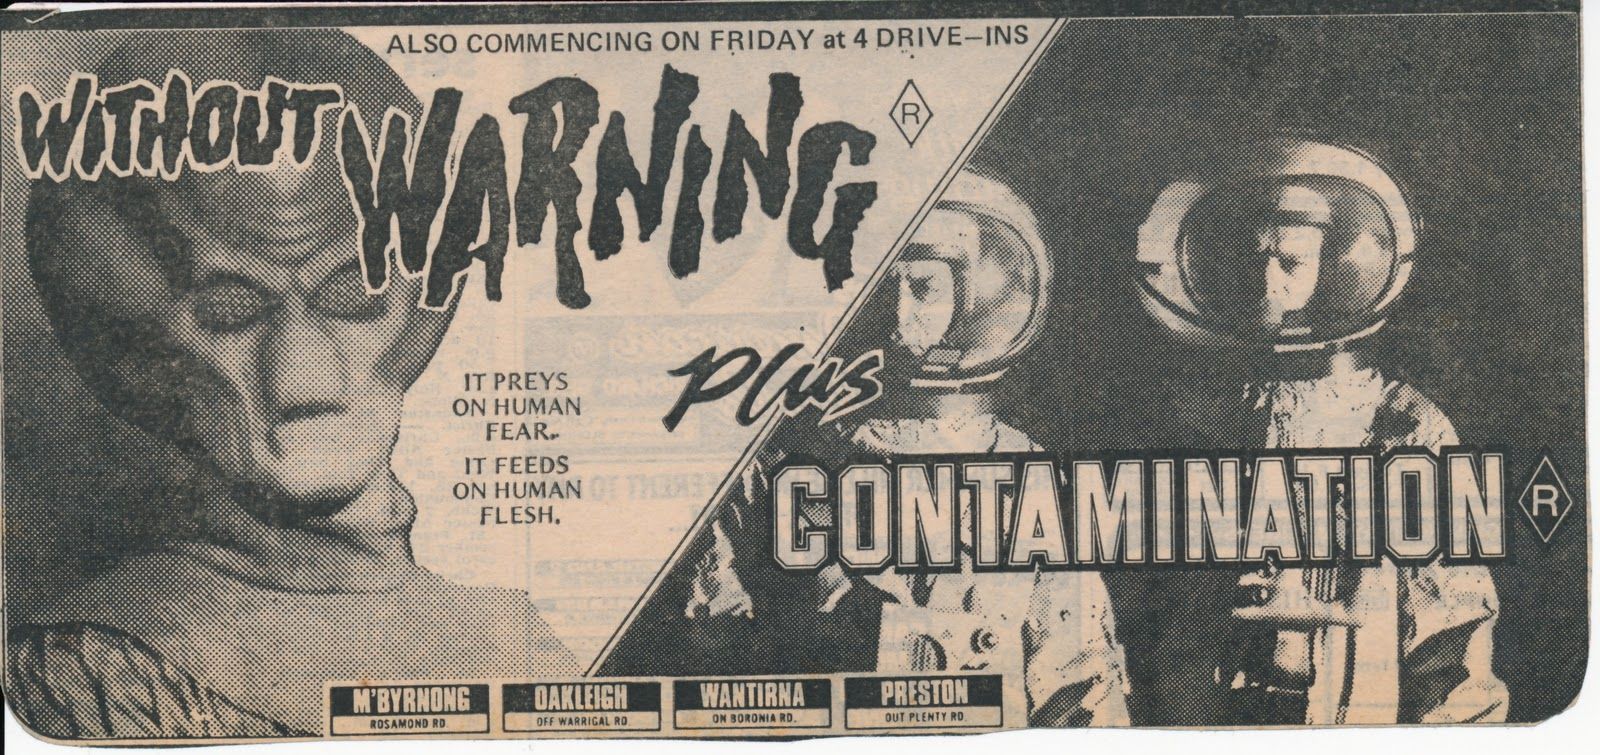 ALSO COMMENCING ON FRIDAY at 4 DRIVE-INS
WITHOUT WARNING
R
IT PREYS
ON HUMAN
FEAR.
IT FEEDS
ON HUMAN
FLESH.
plus
CONTAMINATION
R
M'BYRNONG
ROSAMOND RD.
OAKLEIGH
OFF WARRIGAL RD.
WANTIRNA
ON BORONIA RD.
PRESTON
OUT PLENTY RD.